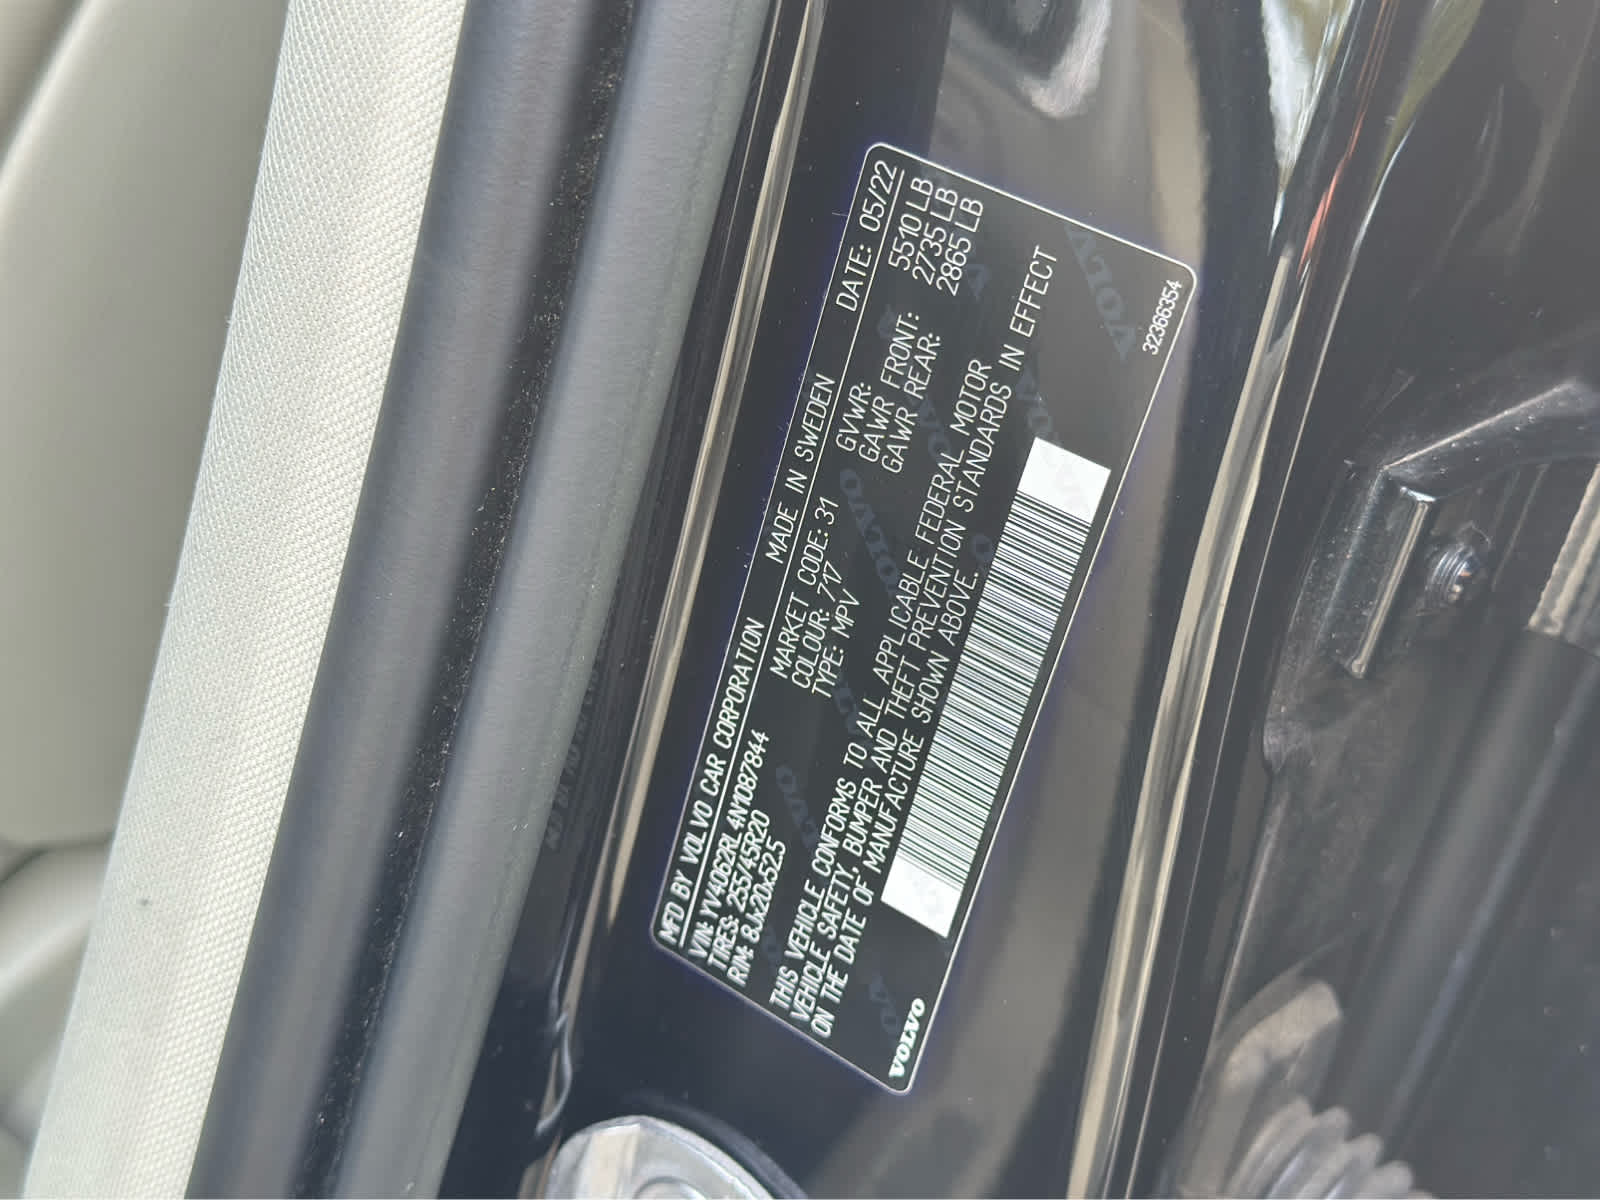 MFD BY VOLVO CAR CORPORATION MADE IN SWEDEN DATE: 05/22
VIN: YV4062RL4N1087844 MARKET CODE: 31 GVWR: 5510 LB
TIRES: 255/45R20 COLOUR: 717 GAWR FRONT: 2735 LB
RIM: 8Jx20x52.5 TYPE: MPV GAWR REAR: 2865 LB
THIS VEHICLE CONFORMS TO ALL APPLICABLE FEDERAL MOTOR
VEHICLE SAFETY, BUMPER AND THEFT PREVENTION STANDARDS IN EFFECT
ON THE DATE OF MANUFACTURE SHOWN ABOVE.
VOLVO
32366354